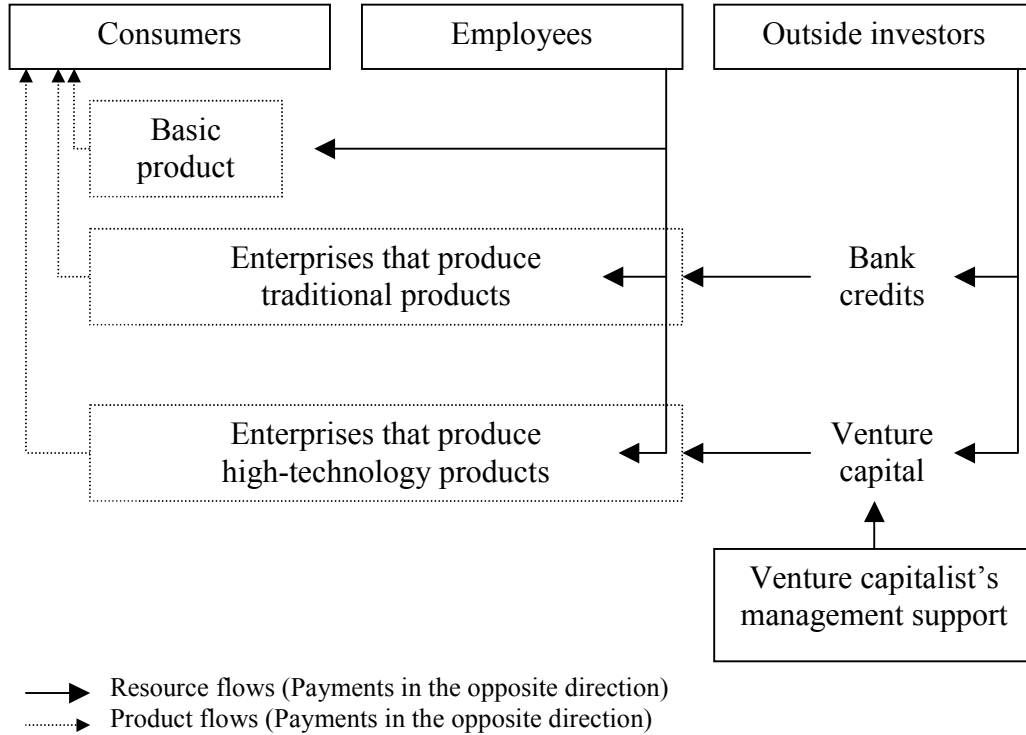 Consumers
Employees
Outside investors
Basic
product
Enterprises that produce
traditional products
Bank
credits
Enterprises that produce
high-technology products
Venture
capital
Venture capitalist’s
management support
Resource flows (Payments in the opposite direction)
Product flows (Payments in the opposite direction)